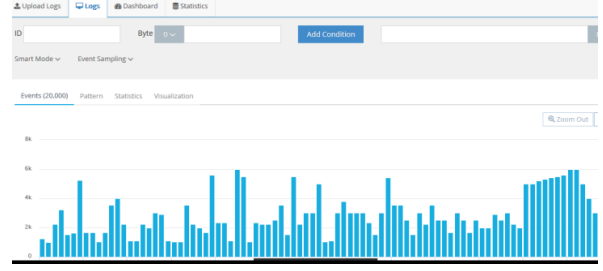 Upload Logs Logs Dashboard Statistics
ID Byte 0 Add Condition
Smart Mode Event Sampling
Events (20,000) Pattern Statistics Visualization
Zoom Out
8k
6k
4k
2k
0